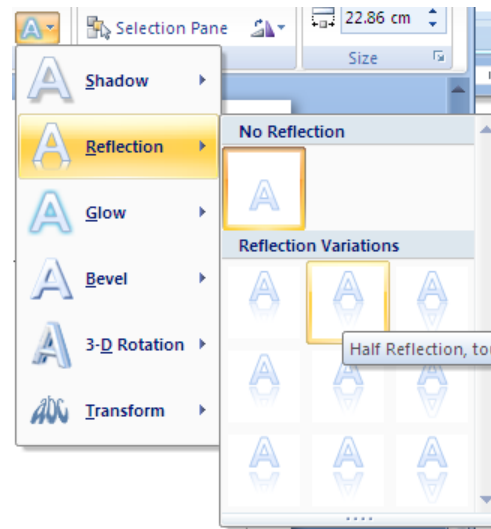 Selection Pane
22.86 cm
Size
Shadow
Reflection
Glow
Bevel
3-D Rotation
Transform
No Reflection
Reflection Variations
Half Reflection, to